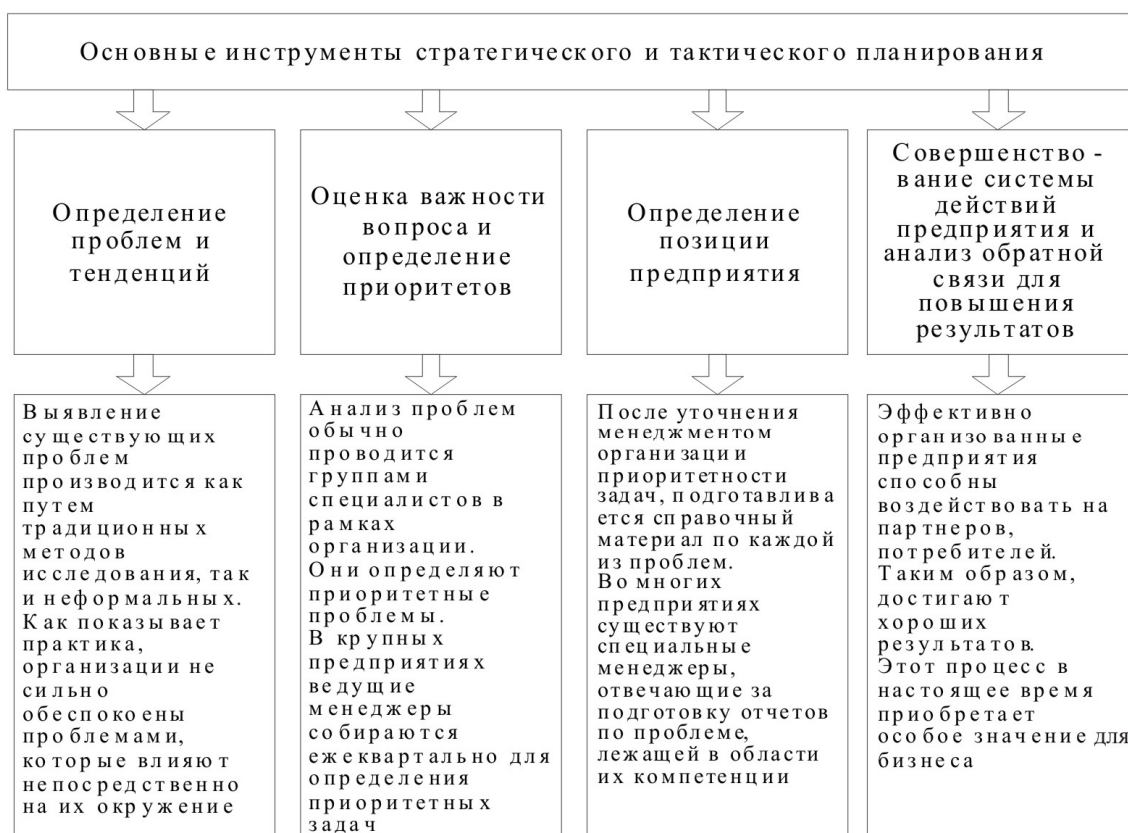 Основные инструменты стратегического и тактического планирования
Определение
проблем и
тенденций
Оценка важности
вопроса и
определение
приоритетов
Определение
позиции
предприятия
Совершенство -
вание системы
действий
предприятия и
анализ обратной
связи для
повышения
результатов
Выявление
существующих
проблем
производится как
путем
традиционных
методов
исследования, так
и неформальных.
Как показывает
практика,
организации не
сильно
обеспокоены
проблемами,
которые влияют
непосредственно
на их окружение
Анализ проблем
обычно
проводится
группами
специалистов в
рамках
организации.
Они определяют
приоритетные
проблемы.
В крупных
предприятиях
ведущие
менеджеры
собираются
ежеквартально для
определения
приоритетных
задач
После уточнения
менеджментом
организации
приоритетности
задач, подготавлива
ется справочный
материал по каждой
из проблем.
Во многих
предприятиях
существуют
специальные
менеджеры,
отвечающие за
подготовку отчетов
по проблеме,
лежащей в области
их компетенции
Эффективно
организованные
предприятия
способны
воздействовать на
партнеров,
потребителей.
Таким образом,
достигают
хороших
результатов.
Этот процесс в
настоящее время
приобретает
особое значение для
бизнеса